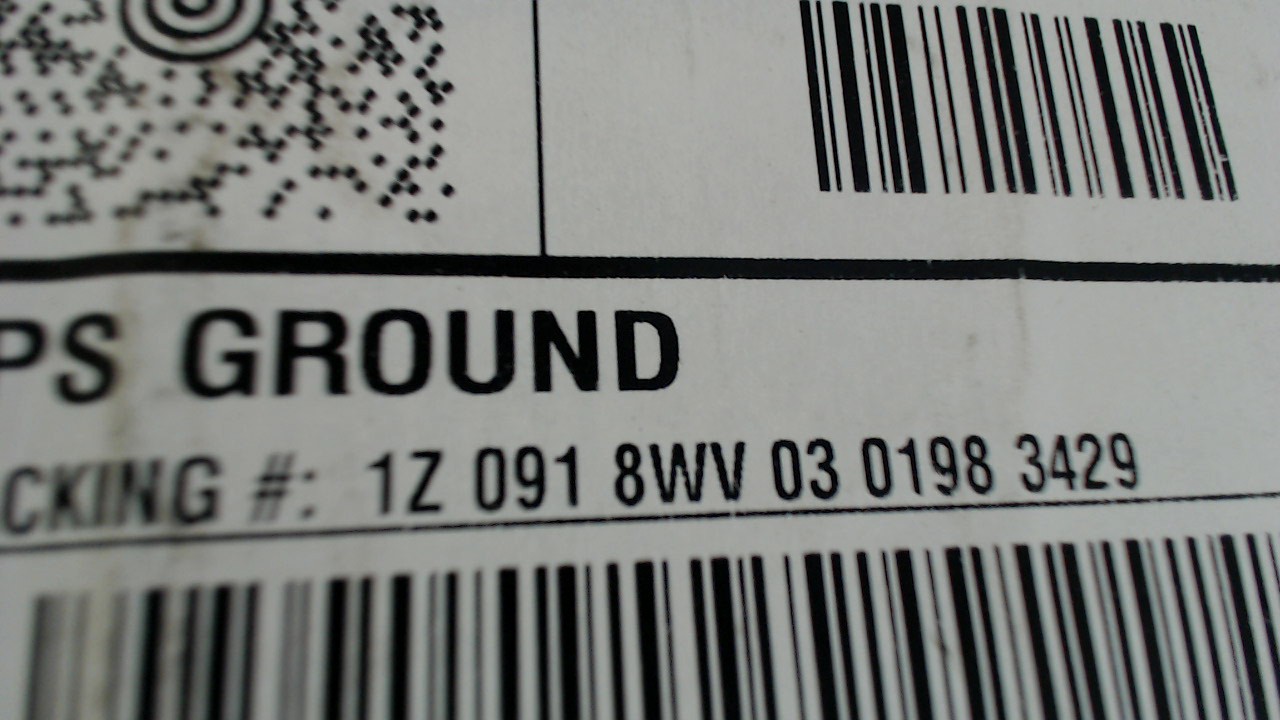 PS GROUND
CKING #: 1Z 091 8WV 03 0198 3429